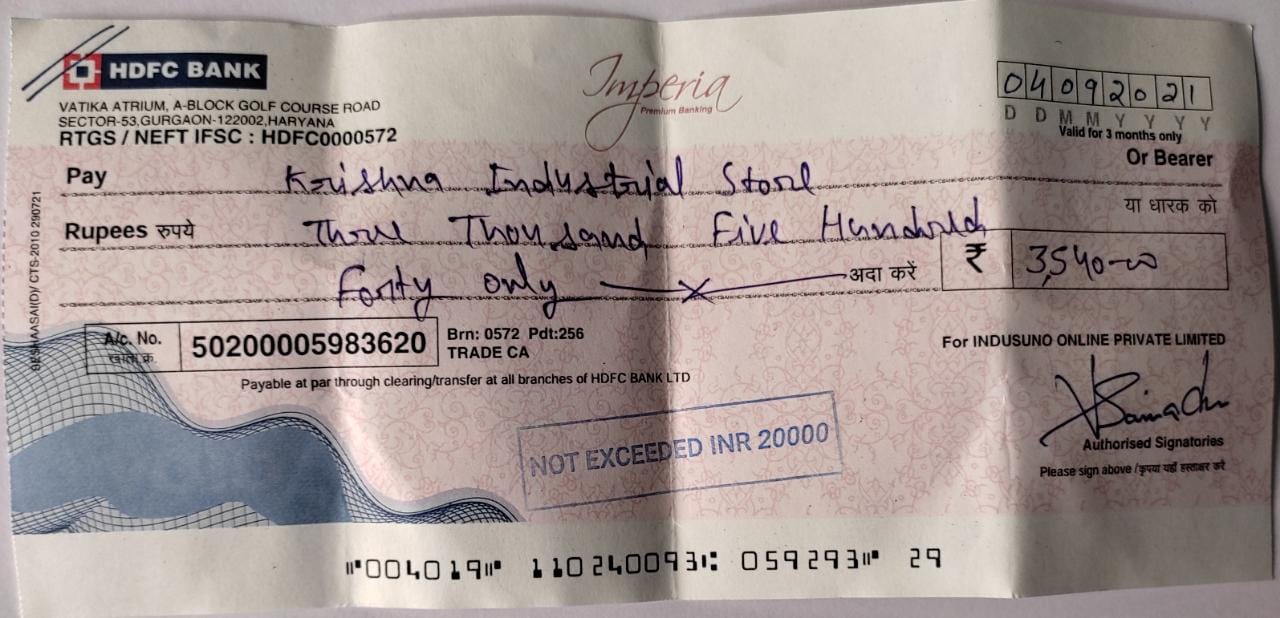 HDFC BANK
Imperia
Premium Banking
04092021
D D M M Y Y Y Y
Valid for 3 months only
VATIKA ATRIUM, A-BLOCK GOLF COURSE ROAD
SECTOR-53,GURGAON-122002,HARYANA
RTGS / NEFT IFSC : HDFC0000572
Or Bearer
Pay Krishna Industrial Store
या धारक को
Rupees रुपये Three Thousand Five Hundred
Forty only अदा करें ₹ 3,540-00
A/c. No. खाता क्र. 50200005983620
Brn: 0572 Pdt:256
TRADE CA
For INDUSUNO ONLINE PRIVATE LIMITED
Payable at par through clearing/transfer at all branches of HDFC BANK LTD
NOT EXCEEDED INR 20000
Authorised Signatories
Please sign above /कृपया यहाँ हस्ताक्षर करें
CTS-2010 290721
⑈004019⑈ 110240093⑆ 059293⑈ 29